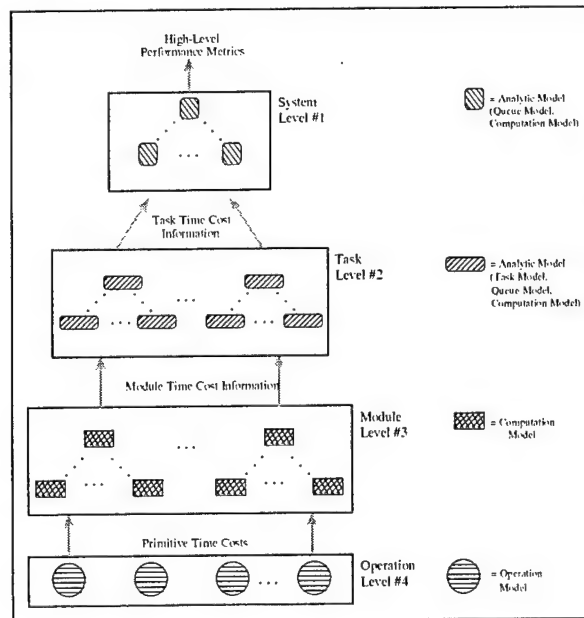 High-Level
Performance Metrics
System
Level #1
= Analytic Model
(Queue Model,
Computation Model)
Task Time Cost
Information
Task
Level #2
= Analytic Model
(Task Model,
Queue Model,
Computation Model)
Module Time Cost Information
Module
Level #3
= Computation
Model
Primitive Time Costs
Operation
Level #4
= Operation
Model